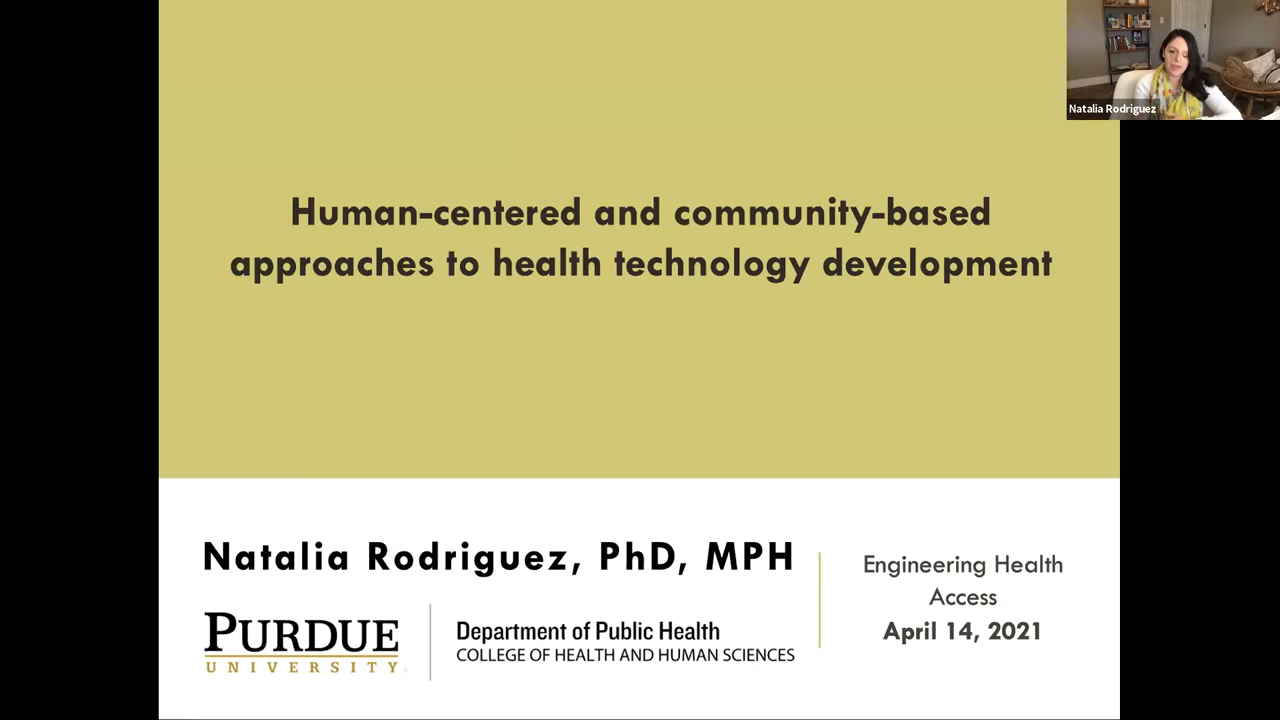 Natalia Rodriguez
Human-centered and community-based
approaches to health technology development
Natalia Rodriguez, PhD, MPH
PURDUE
UNIVERSITY
Department of Public Health
COLLEGE OF HEALTH AND HUMAN SCIENCES
Engineering Health
Access
April 14, 2021